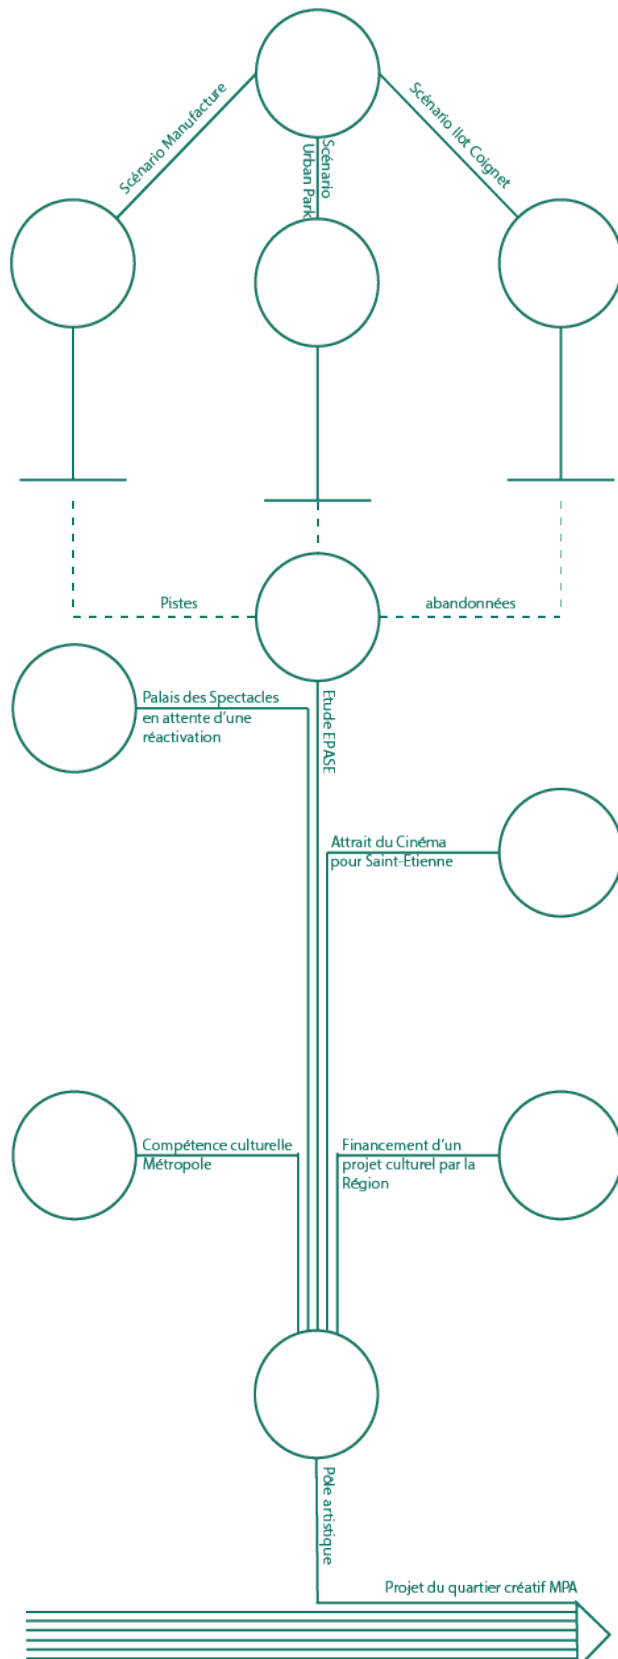 Scénario Manufacture
Scénario
Urban Park
Scénario Ilot Coignet
Pistes
abandonnées
Palais des Spectacles
en attente d'une
réactivation
Etude EPASE
Attrait du Cinéma
pour Saint-Etienne
Compétence culturelle
Métropole
Financement d'un
projet culturel par la
Région
Pôle artistique
Projet du quartier créatif MPA